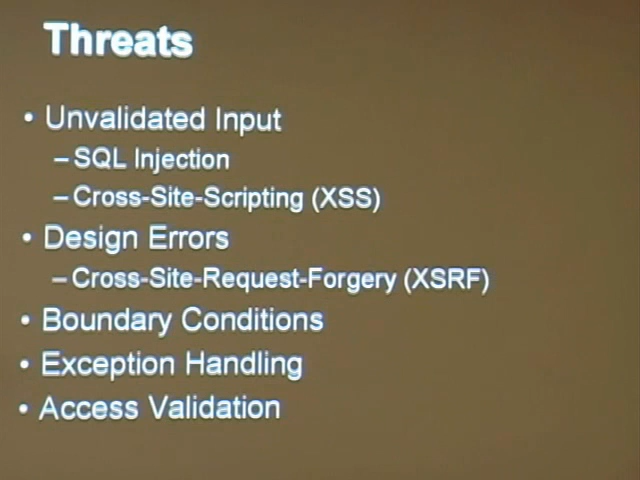 Threats
• Unvalidated Input
– SQL Injection
– Cross-Site-Scripting (XSS)
• Design Errors
– Cross-Site-Request-Forgery (XSRF)
• Boundary Conditions
• Exception Handling
• Access Validation